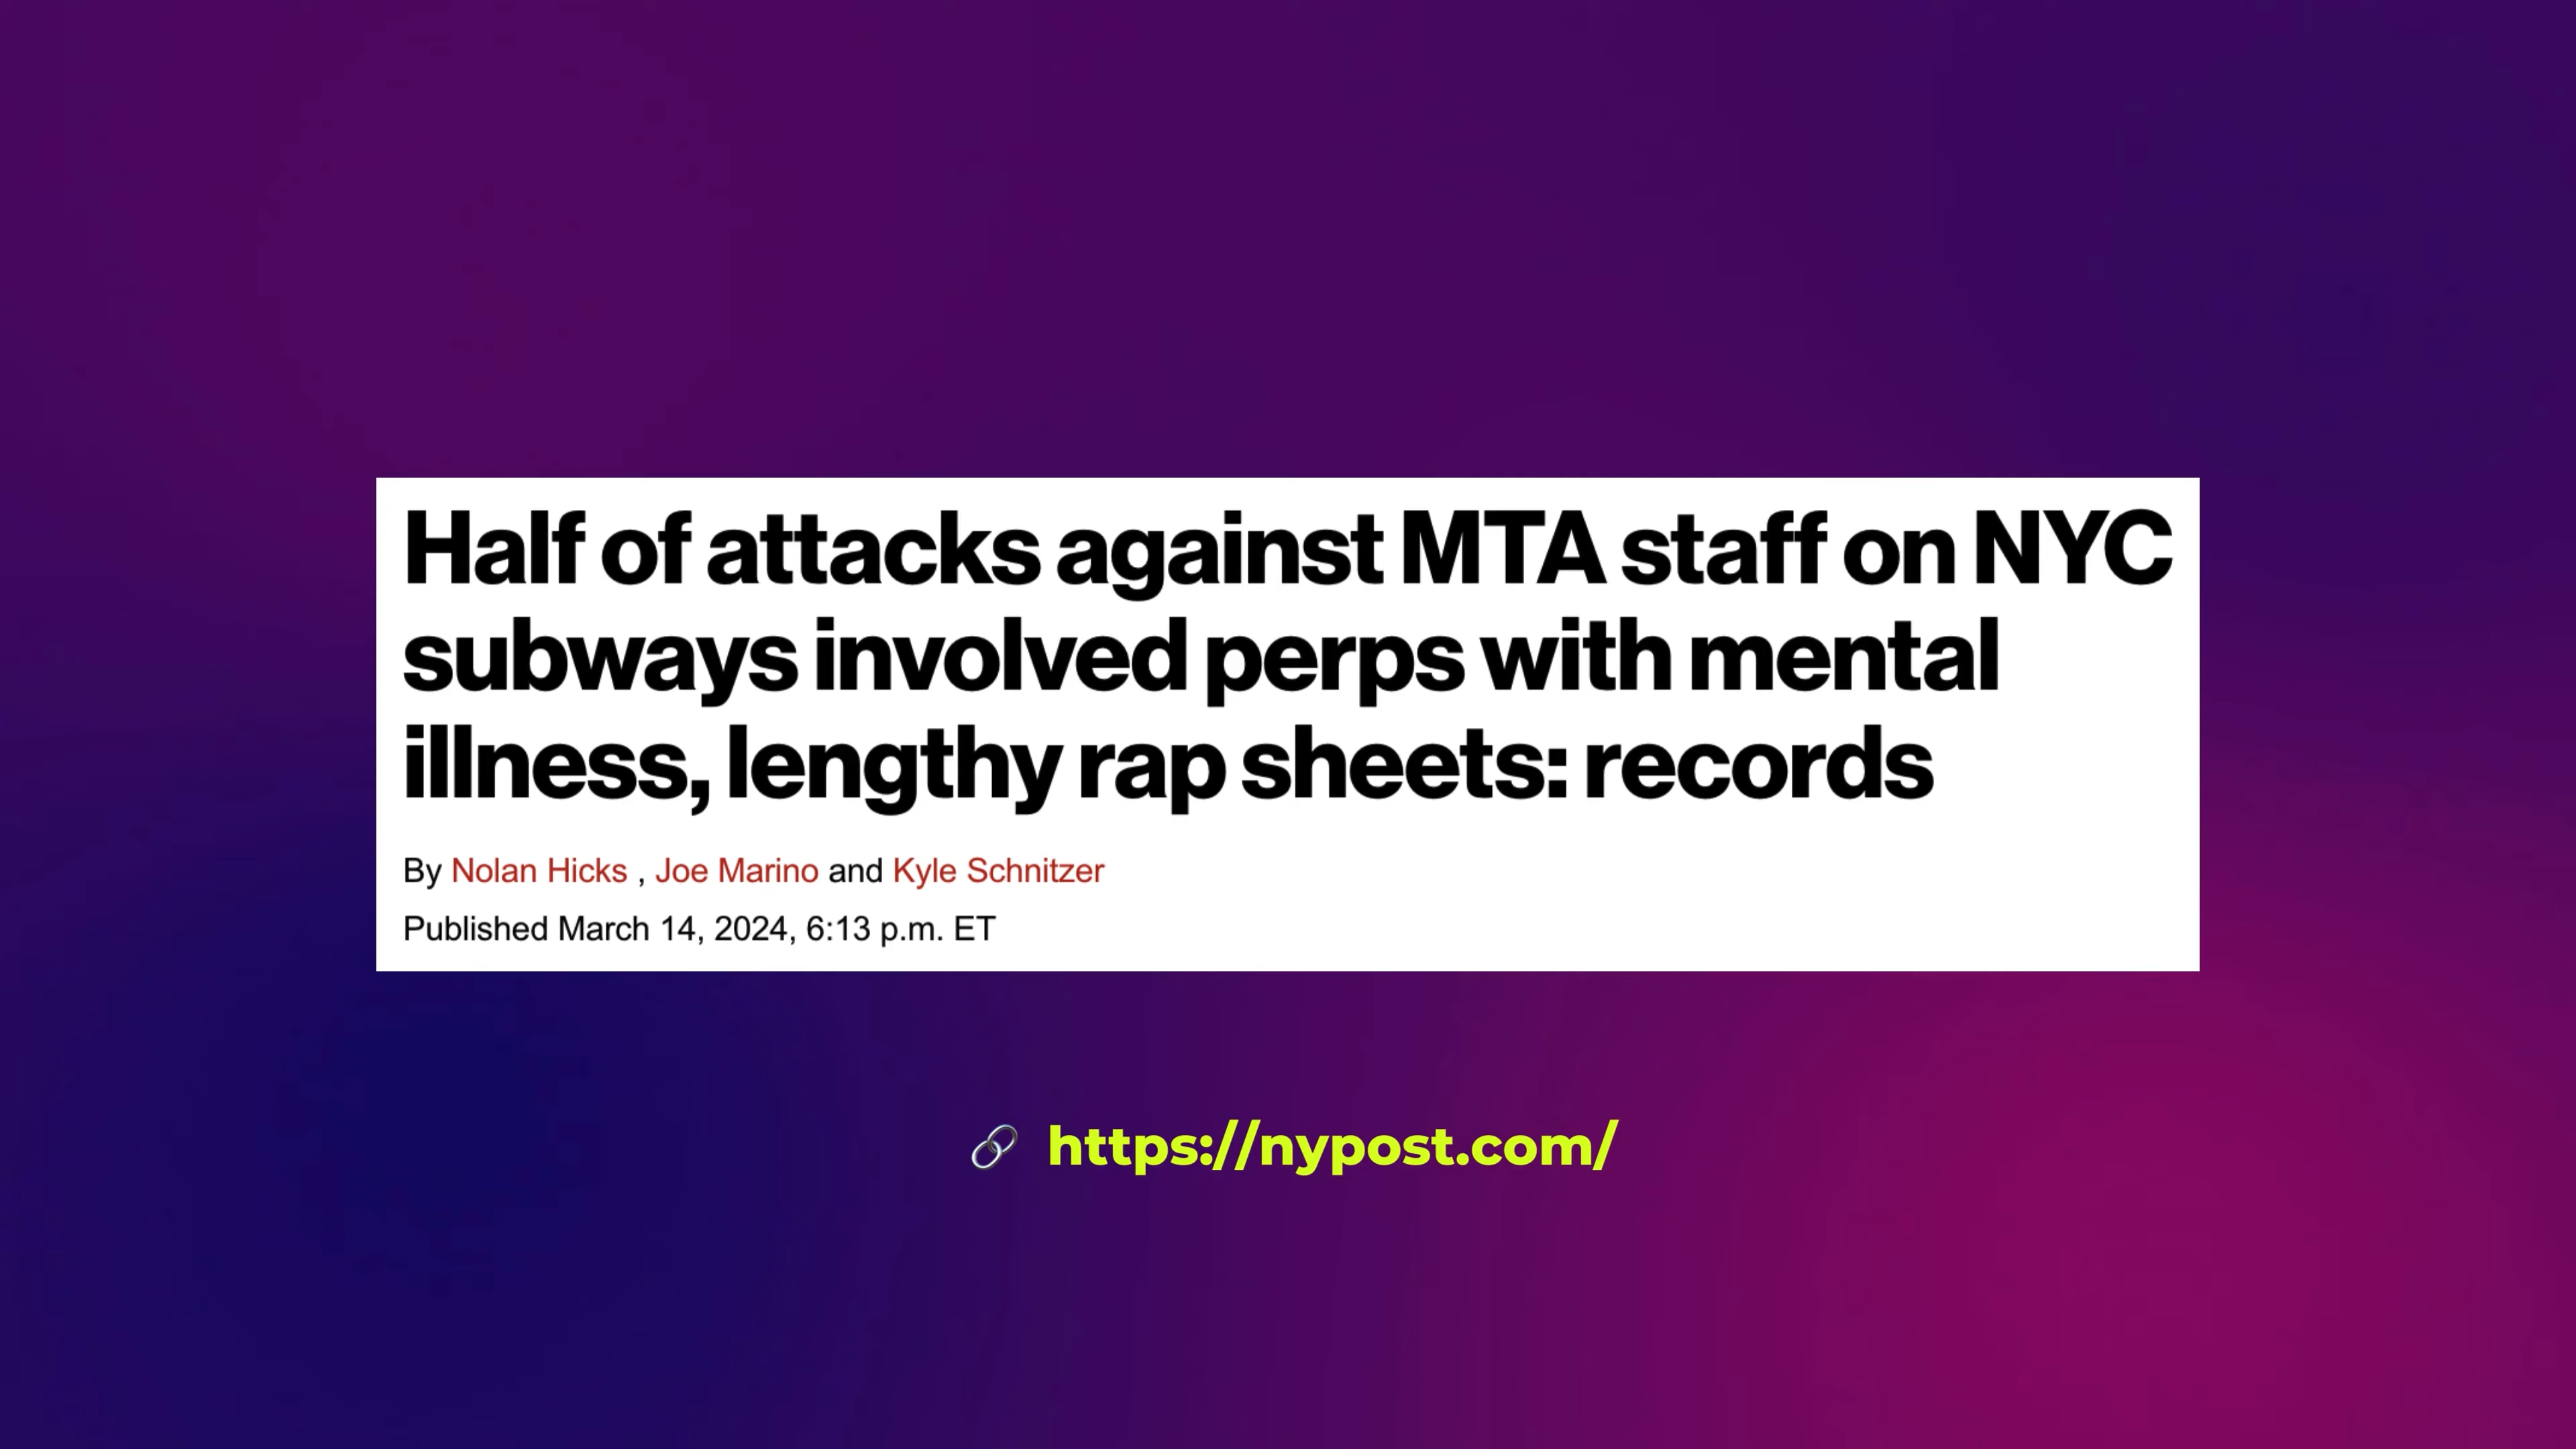 Half of attacks against MTA staff on NYC
subways involved perps with mental
illness, lengthy rap sheets: records
By Nolan Hicks , Joe Marino and Kyle Schnitzer
Published March 14, 2024, 6:13 p.m. ET
https://nypost.com/